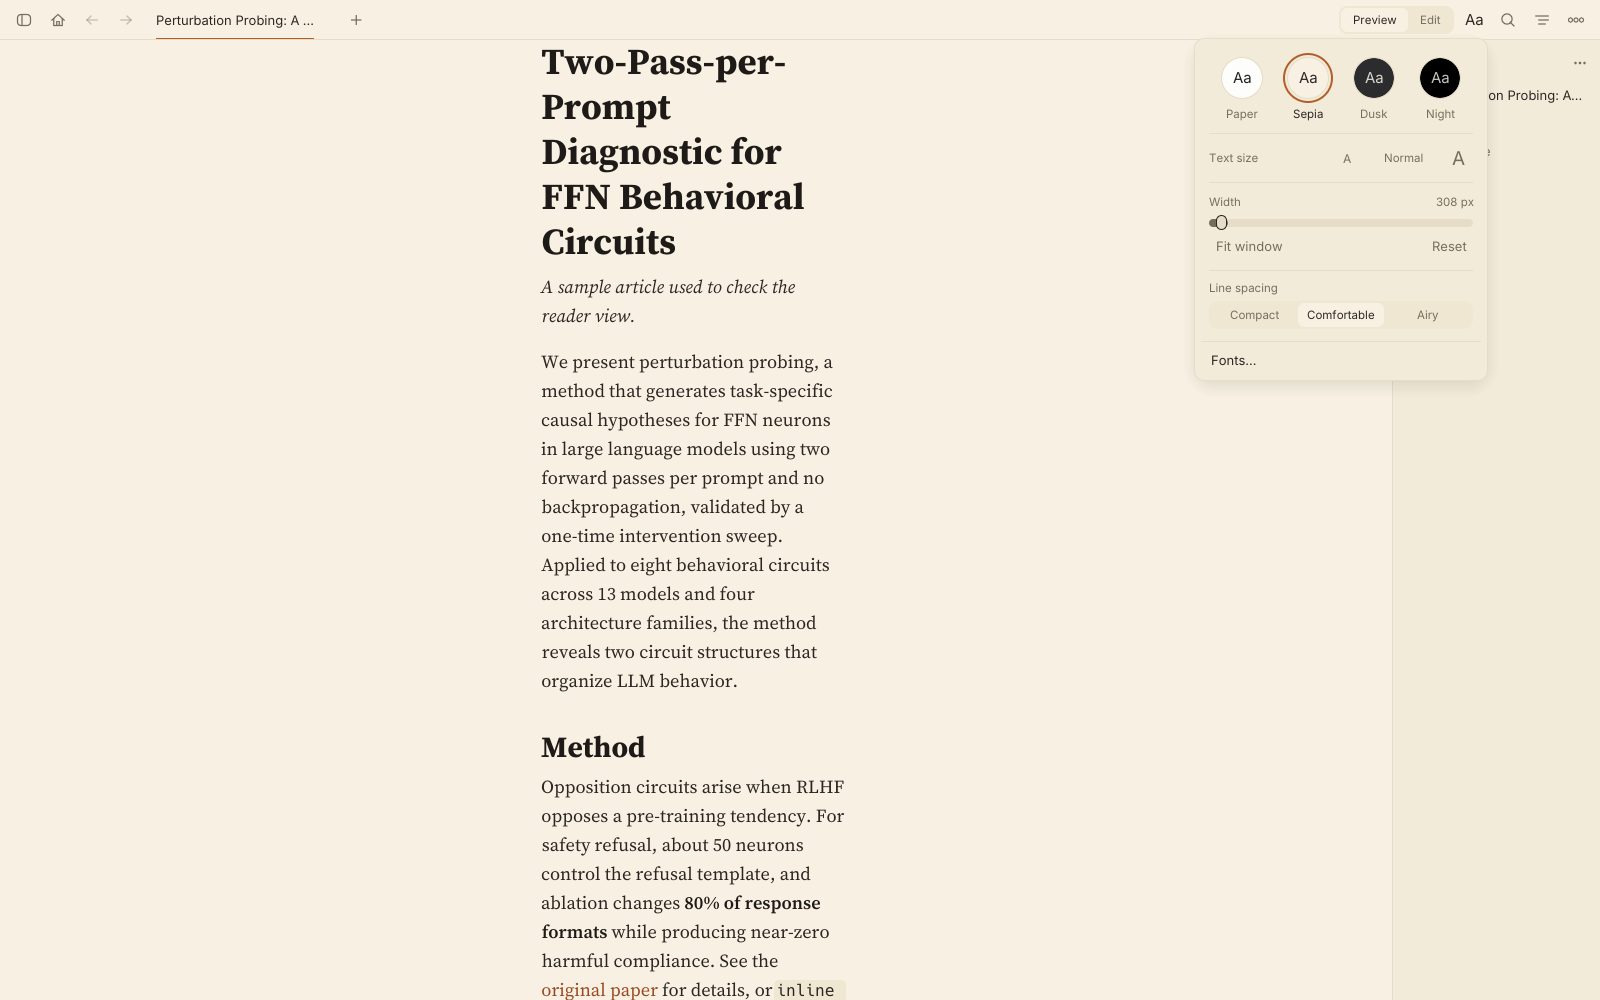 Perturbation Probing: A ...
Preview
Edit
Aa
Two-Pass-per-
Prompt
Diagnostic for
FFN Behavioral
Circuits
A sample article used to check the
reader view.
We present perturbation probing, a
method that generates task-specific
causal hypotheses for FFN neurons
in large language models using two
forward passes per prompt and no
backpropagation, validated by a
one-time intervention sweep.
Applied to eight behavioral circuits
across 13 models and four
architecture families, the method
reveals two circuit structures that
organize LLM behavior.
Method
Opposition circuits arise when RLHF
opposes a pre-training tendency. For
safety refusal, about 50 neurons
control the refusal template, and
ablation changes 80% of response
formats while producing near-zero
harmful compliance. See the
original paper for details, or inline
Aa Aa Aa Aa
Paper Sepia Dusk Night
Text size A Normal A
Width 308 px
Fit window Reset
Line spacing
Compact Comfortable Airy
Fonts...
on Probing: A...